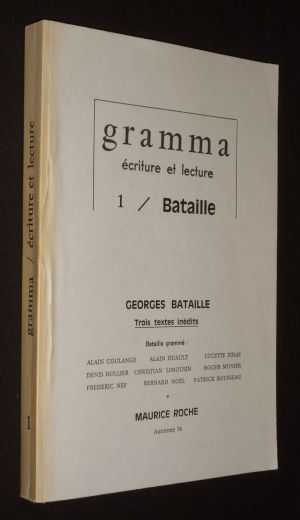 gramma / écriture et lecture
1
gramma
écriture et lecture
1 / Bataille
GEORGES BATAILLE
Trois textes inédits
Bataille grammé :
ALAIN COULANGE ALAIN DUAULT LUCETTE FINAS
DENIS HOLLIER CHRISTIAN LIMOUSIN ROGER MUNIER
FREDERIC NEF BERNARD NOEL PATRICK ROUSSEAU
MAURICE ROCHE
Automne 74